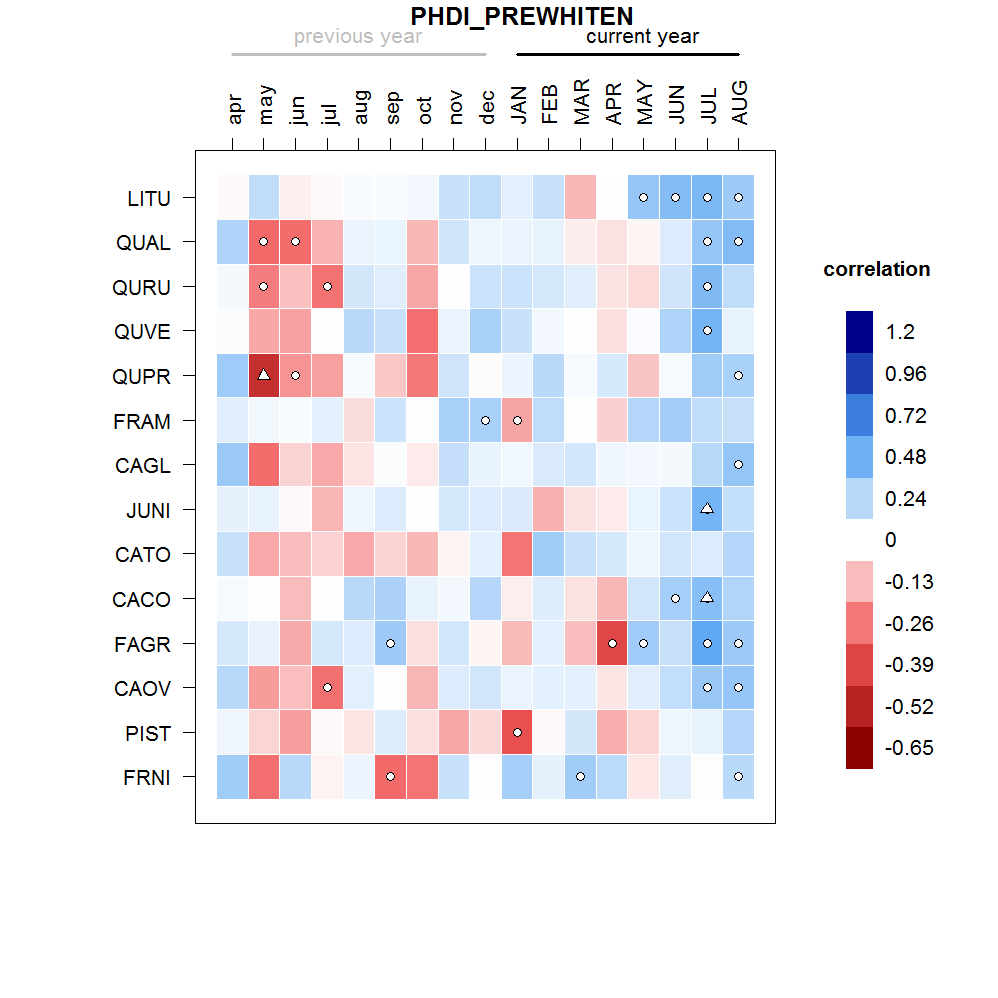 PHDI_PREWHITEN
previous year current year
apr may jun jul aug sep oct nov dec JAN FEB MAR APR MAY JUN JUL AUG
LITU
QUAL
QURU
QUVE
QUPR
FRAM
CAGL
JUNI
CATO
CACO
FAGR
CAOV
PIST
FRNI
correlation
1.2
0.96
0.72
0.48
0.24
0
-0.13
-0.26
-0.39
-0.52
-0.65